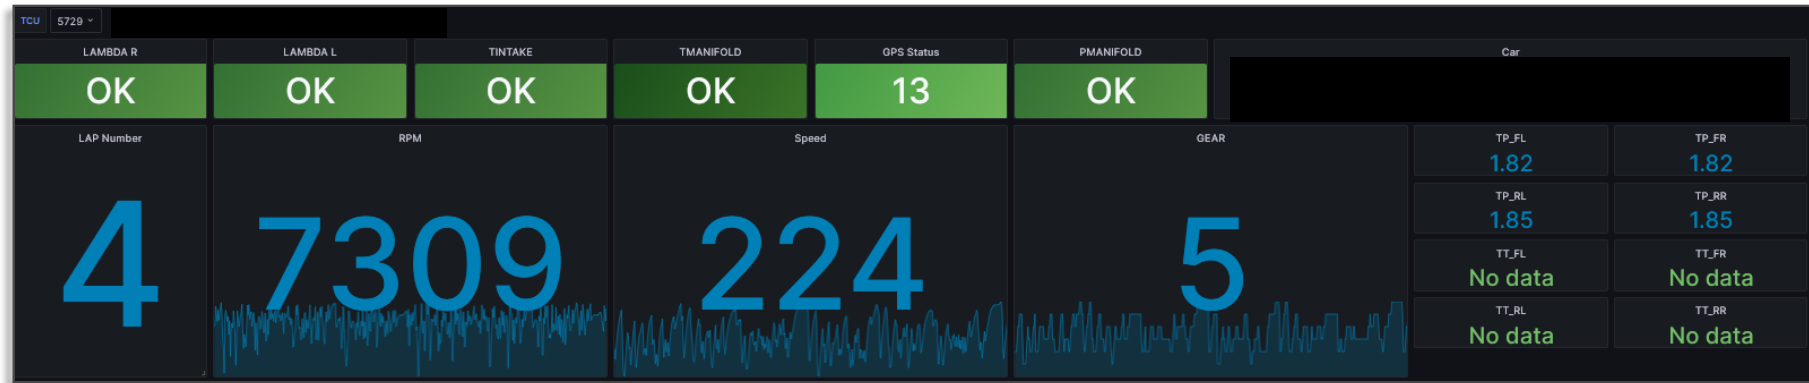 TCU 5729
LAMBDA R LAMBDA L TINTAKE TMANIFOLD GPS Status PMANIFOLD Car
OK OK OK OK 13 OK
LAP Number RPM Speed GEAR TP_FL TP_FR
1.82 1.82
TP_RL TP_RR
4 7309 224 5 1.85 1.85
TT_FL TT_FR
No data No data
TT_RL TT_RR
No data No data